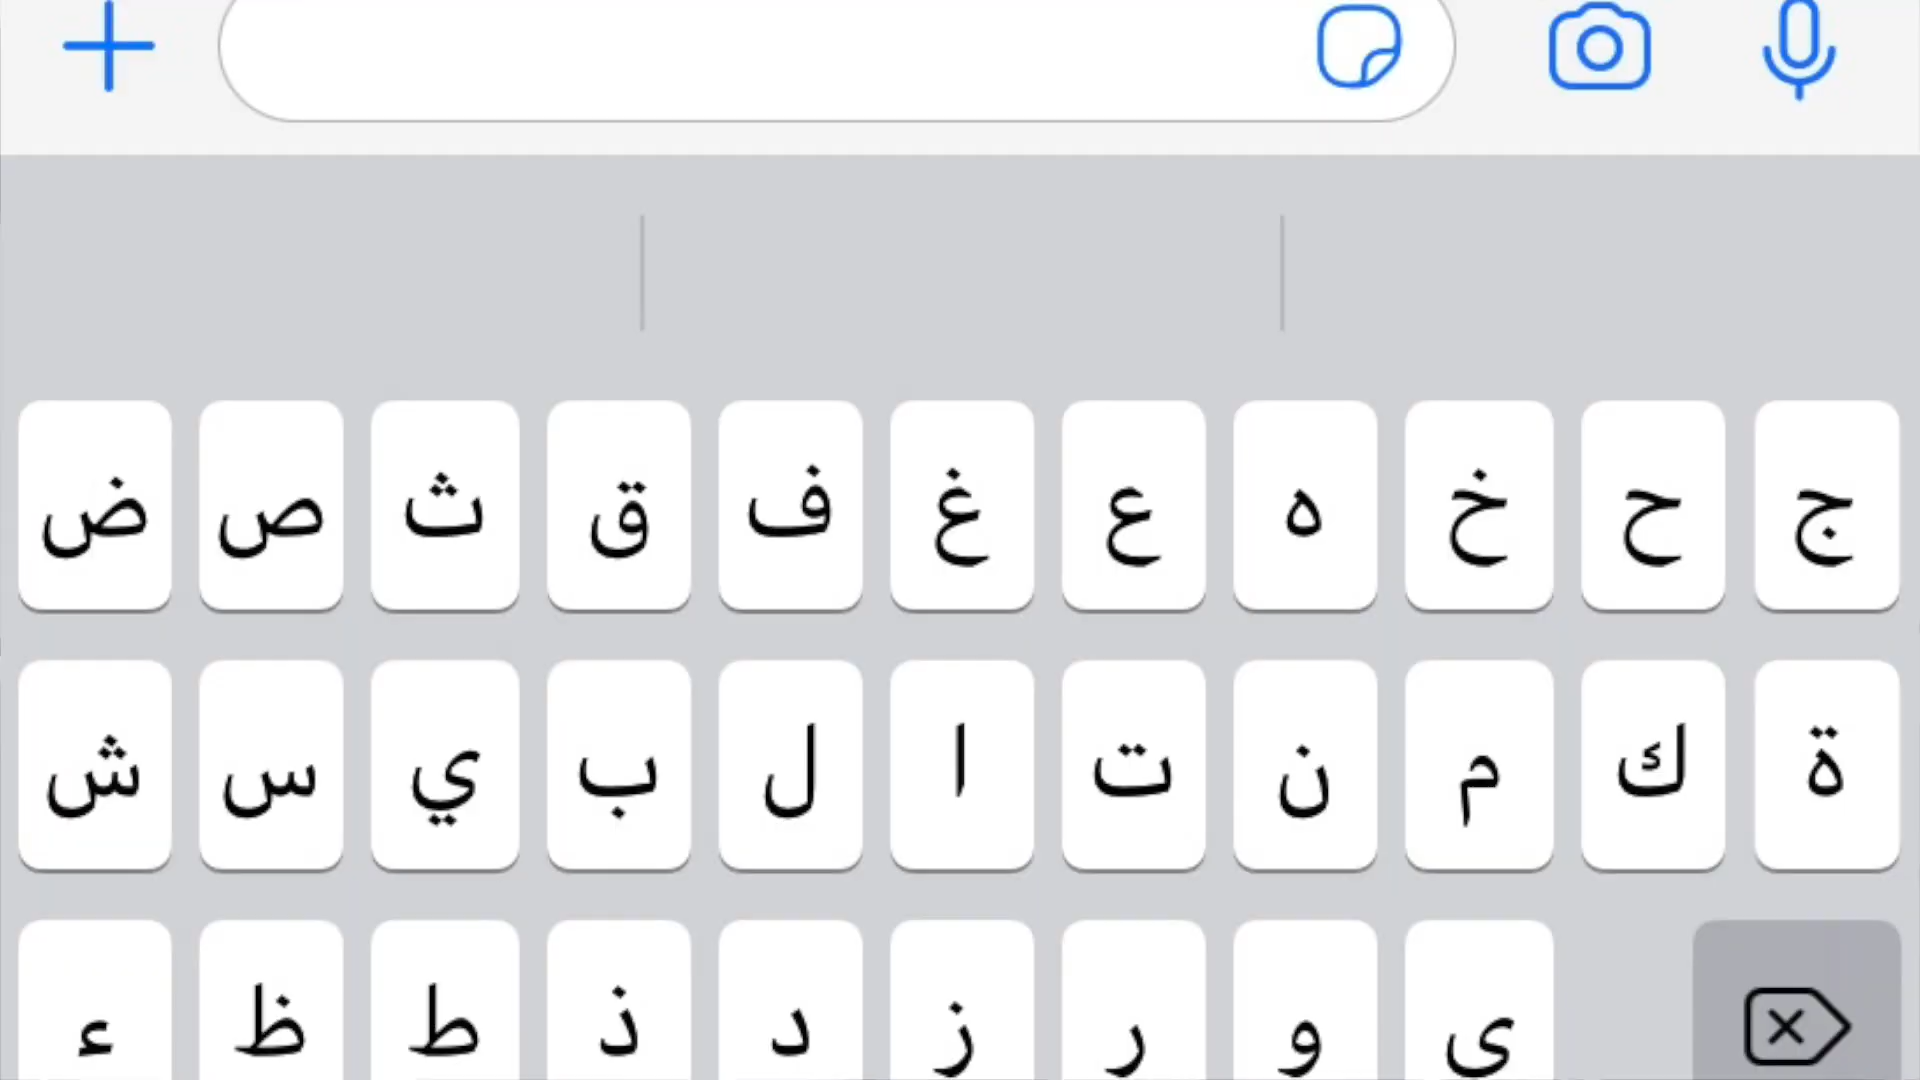 ض ص ث ق ف غ ع ه خ ح ج
ش س ي ب ل ا ت ن م ك ة
ء ظ ط ذ د ز ر و ى